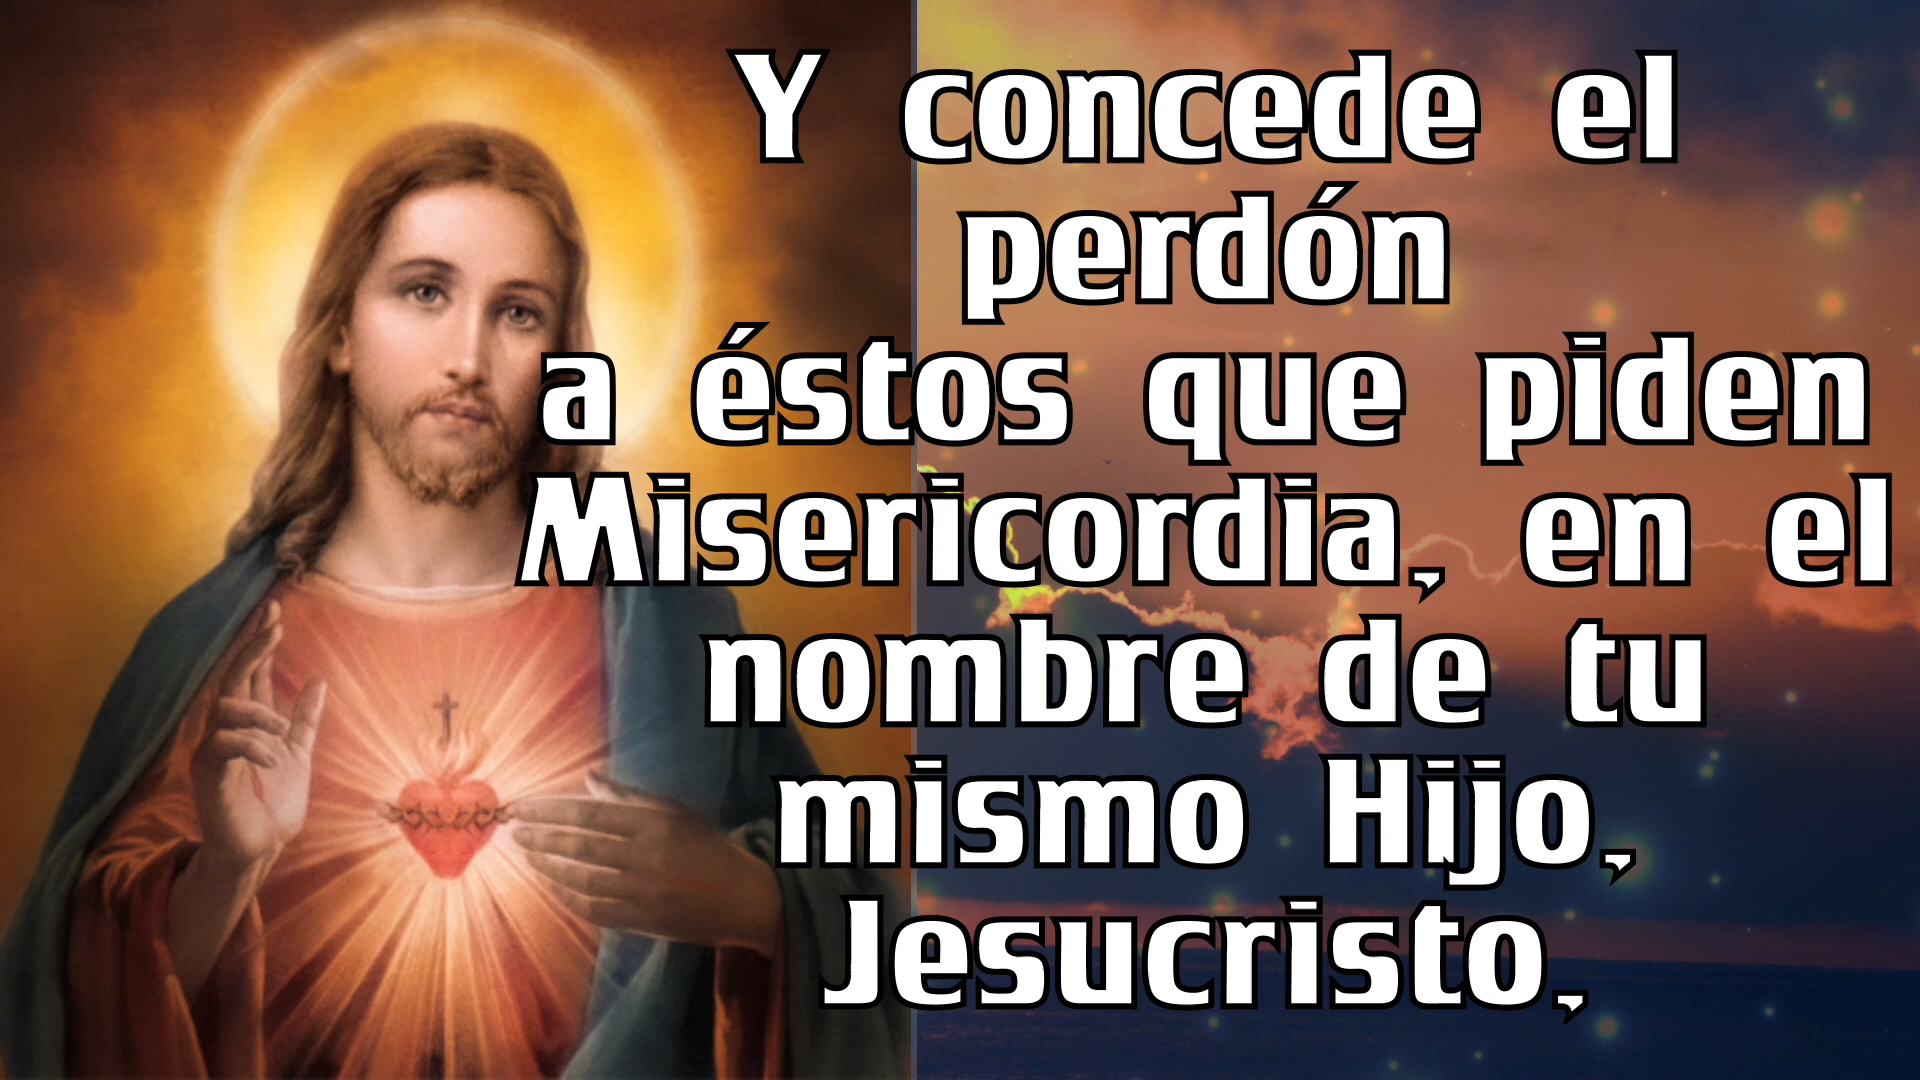 Y concede el
perdón
a éstos que piden
Misericordia, en el
nombre de tu
mismo Hijo,
Jesucristo,